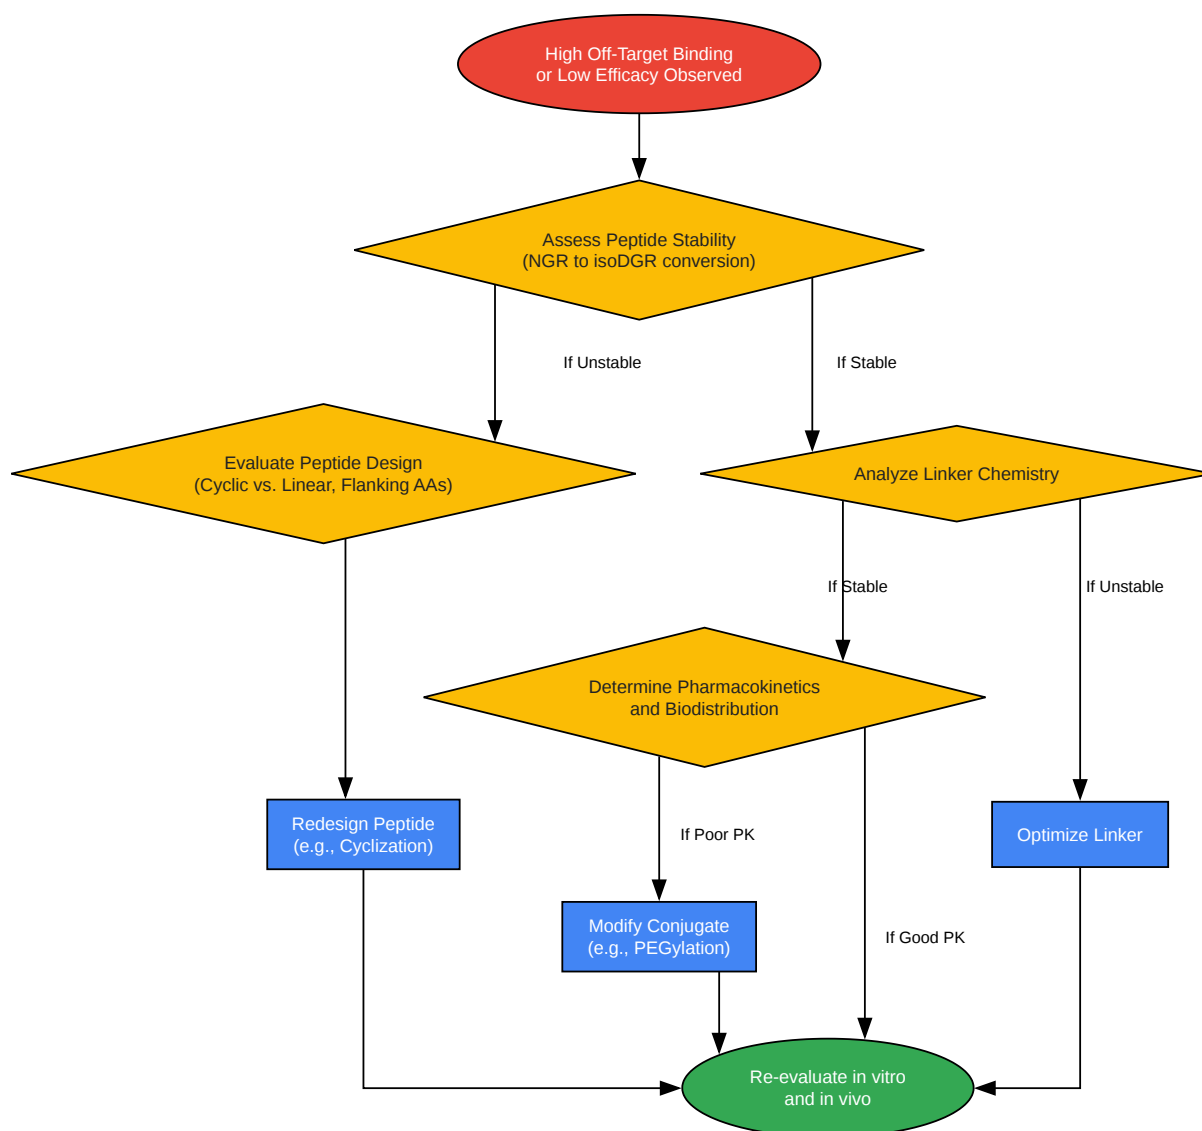 High Off-Target Binding
or Low Efficacy Observed
Assess Peptide Stability
(NGR to isoDGR conversion)
If Unstable
If Stable
Evaluate Peptide Design
(Cyclic vs. Linear, Flanking AAs)
Analyze Linker Chemistry
If Stable
If Unstable
Determine Pharmacokinetics
and Biodistribution
Redesign Peptide
(e.g., Cyclization)
If Poor PK
Optimize Linker
Modify Conjugate
(e.g., PEGylation)
If Good PK
Re-evaluate in vitro
and in vivo